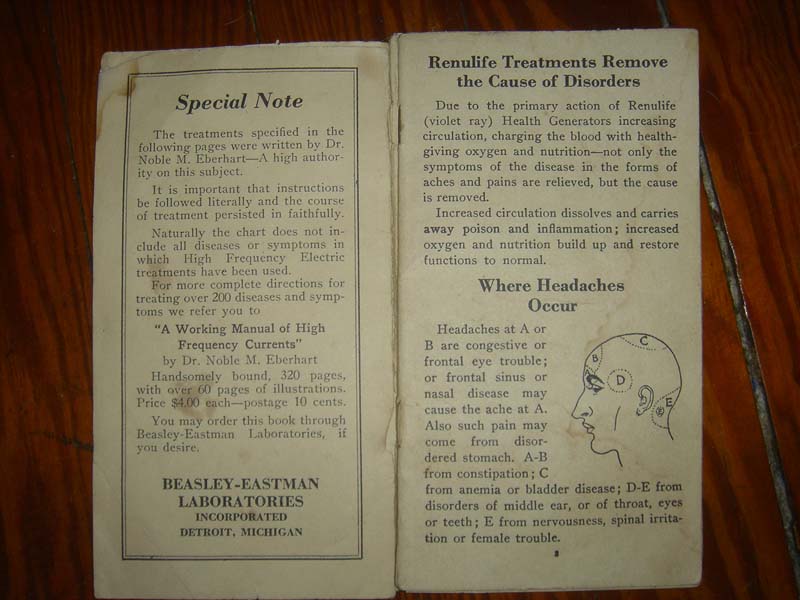 Special Note
The treatments specified in the
following pages were written by Dr.
Noble M. Eberhart—A high author-
ity on this subject.
It is important that instructions
be followed literally and the course
of treatment persisted in faithfully.
Naturally the chart does not in-
clude all diseases or symptoms in
which High Frequency Electric
treatments have been used.
For more complete directions for
treating over 200 diseases and symp-
toms we refer you to
"A Working Manual of High
Frequency Currents"
by Dr. Noble M. Eberhart
Handsomely bound, 320 pages,
with over 60 pages of illustrations.
Price $4.00 each—postage 10 cents.
You may order this book through
Beasley-Eastman Laboratories, if
you desire.
BEASLEY-EASTMAN
LABORATORIES
INCORPORATED
DETROIT, MICHIGAN
Renulife Treatments Remove
the Cause of Disorders
Due to the primary action of Renulife
(violet ray) Health Generators increasing
circulation, charging the blood with health-
giving oxygen and nutrition—not only the
symptoms of the disease in the forms of
aches and pains are relieved, but the cause
is removed.
Increased circulation dissolves and carries
away poison and inflammation; increased
oxygen and nutrition build up and restore
functions to normal.
Where Headaches
Occur
Headaches at A or
B are congestive or
frontal eye trouble;
or frontal sinus or
nasal disease may
cause the ache at A.
Also such pain may
come from disor-
dered stomach. A-B
from constipation; C
from anemia or bladder disease; D-E from
disorders of middle ear, or of throat, eyes
or teeth; E from nervousness, spinal irrita-
tion or female trouble.
C
B
D
E
3